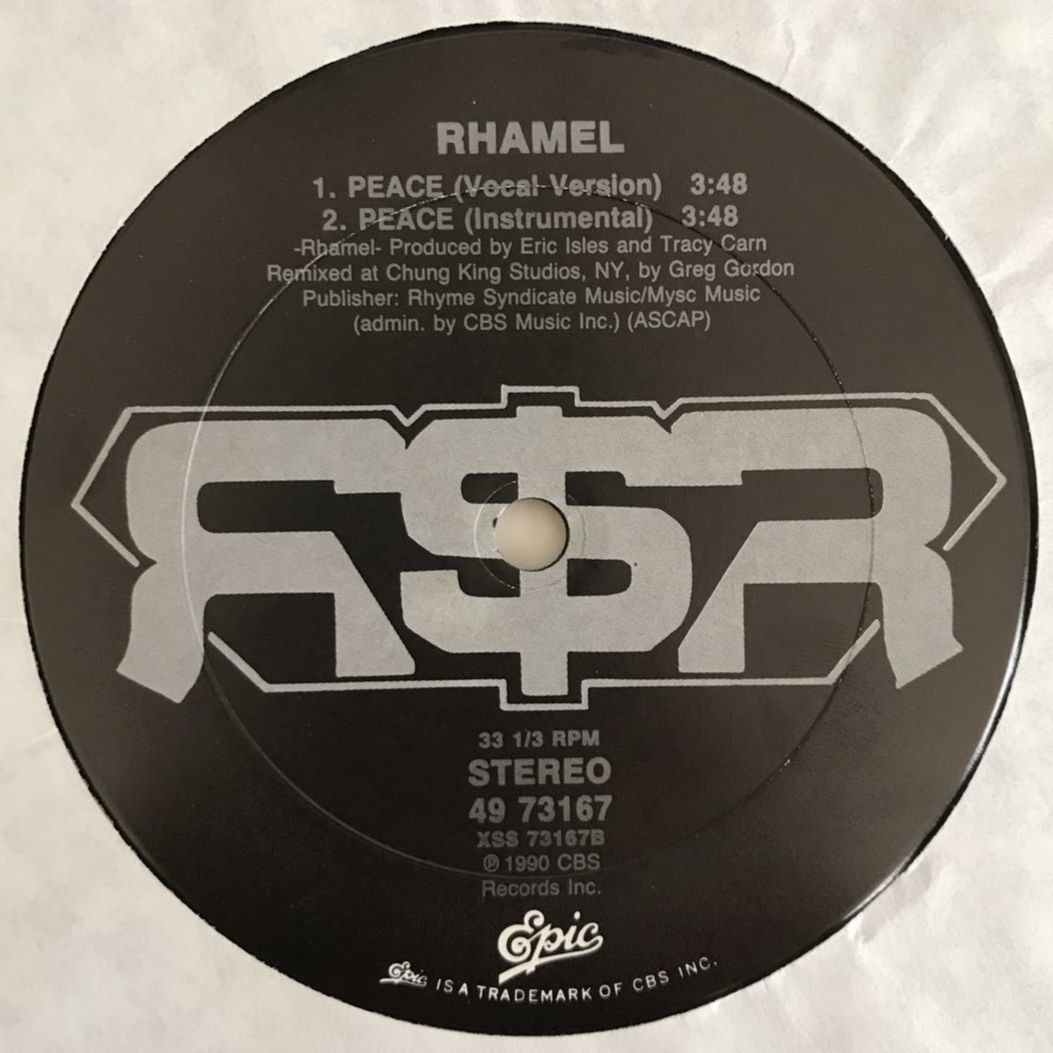 RHAMEL
1. PEACE (Vocal Version) 3:48
2. PEACE (Instrumental) 3:48
-Rhamel- Produced by Eric Isles and Tracy Carn
Remixed at Chung King Studios, NY, by Greg Gordon
Publisher: Rhyme Syndicate Music/Mysc Music
(admin. by CBS Music Inc.) (ASCAP)
R$R
33 1/3 RPM
STEREO
49 73167
XSS 73167B
℗ 1990 CBS
Records Inc.
Epic
Epic IS A TRADEMARK OF CBS INC.